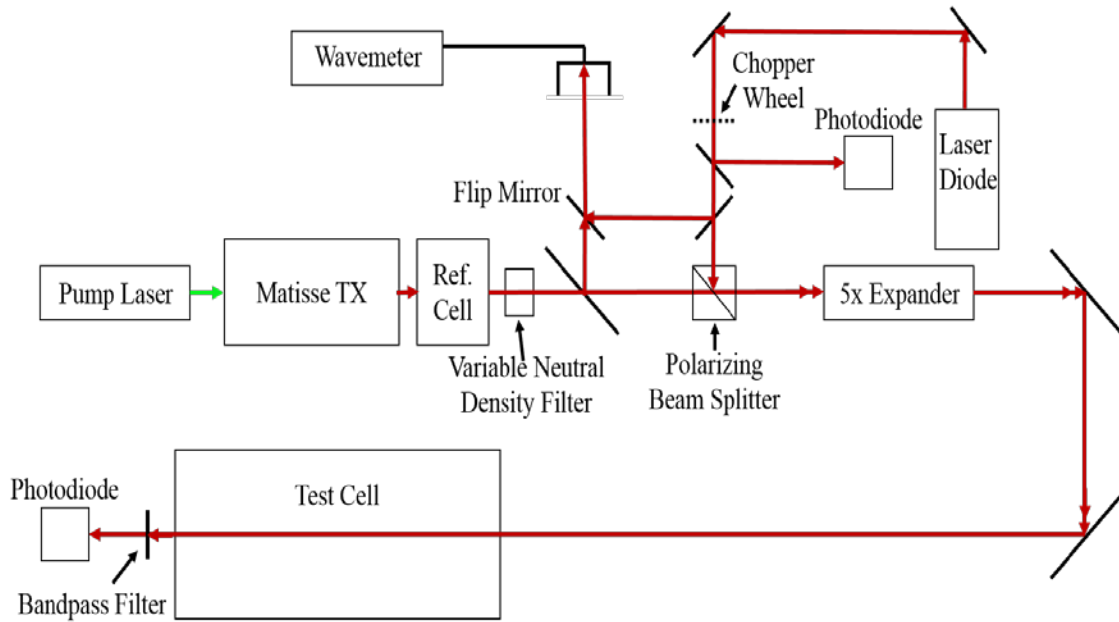 Wavemeter
Chopper
Wheel
Photodiode
Laser
Diode
Flip Mirror
Pump Laser
Matisse TX
Ref.
Cell
5x Expander
Variable Neutral
Density Filter
Polarizing
Beam Splitter
Photodiode
Test Cell
Bandpass Filter